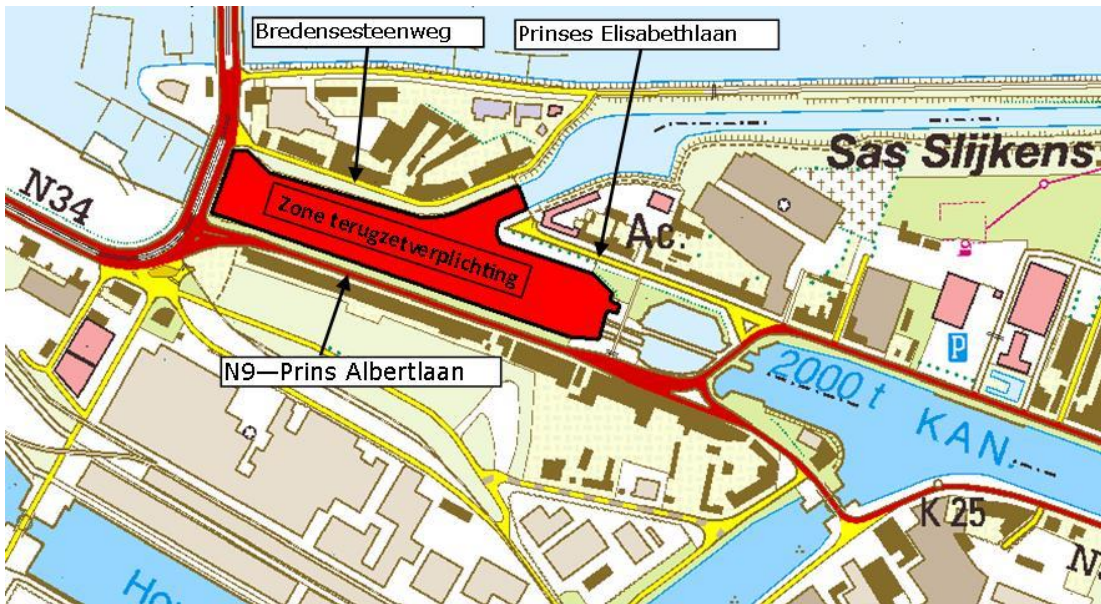 Bredensesteenweg
Prinses Elisabethlaan
N34
Sas Slijkens
Zone terugzetverplichting
Ac.
N9—Prins Albertlaan
P
2000 t KAN.
K 25